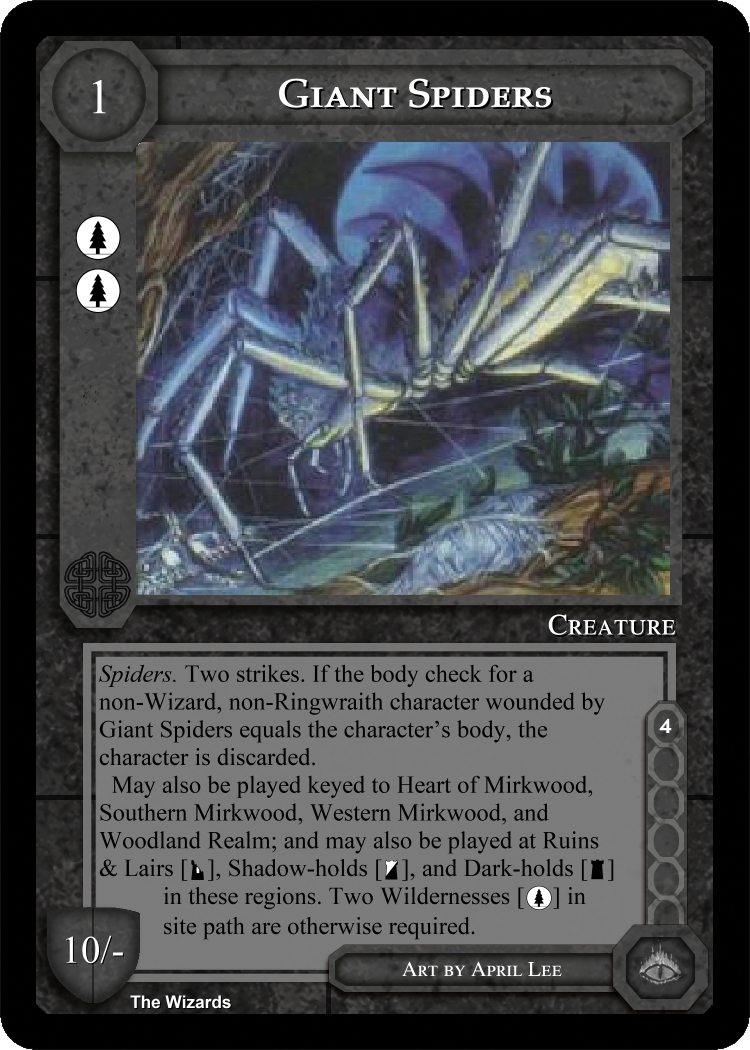 1
GIANT SPIDERS
CREATURE
Spiders. Two strikes. If the body check for a
non-Wizard, non-Ringwraith character wounded by
Giant Spiders equals the character’s body, the
character is discarded.
May also be played keyed to Heart of Mirkwood,
Southern Mirkwood, Western Mirkwood, and
Woodland Realm; and may also be played at Ruins
& Lairs [ ], Shadow-holds [ ], and Dark-holds [ ]
in these regions. Two Wildernesses [ ] in
site path are otherwise required.
4
10/-
ART BY APRIL LEE
The Wizards